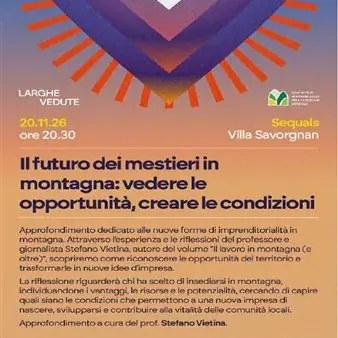 LARGHE
VEDUTE
20.11.26
ore 20.30
Sequals
Villa Savorgnan
Il futuro dei mestieri in
montagna: vedere le
opportunità, creare le condizioni
Approfondimento dedicato alle nuove forme di imprenditorialità in
montagna. Attraverso l'esperienza e le riflessioni del professore e
giornalista Stefano Vietina, autore del volume "Il lavoro in montagna (e
oltre)", scopriremo come riconoscere le opportunità del territorio e
trasformarle in nuove idee d'impresa.
La riflessione riguarderà chi ha scelto di insediarsi in montagna,
individuandone i vantaggi, le risorse e le potenzialità, cercando di capire
quali siano le condizioni che permettono a una nuova impresa di
nascere, svilupparsi e contribuire alla vitalità delle comunità locali.
Approfondimento a cura del prof. Stefano Vietina.